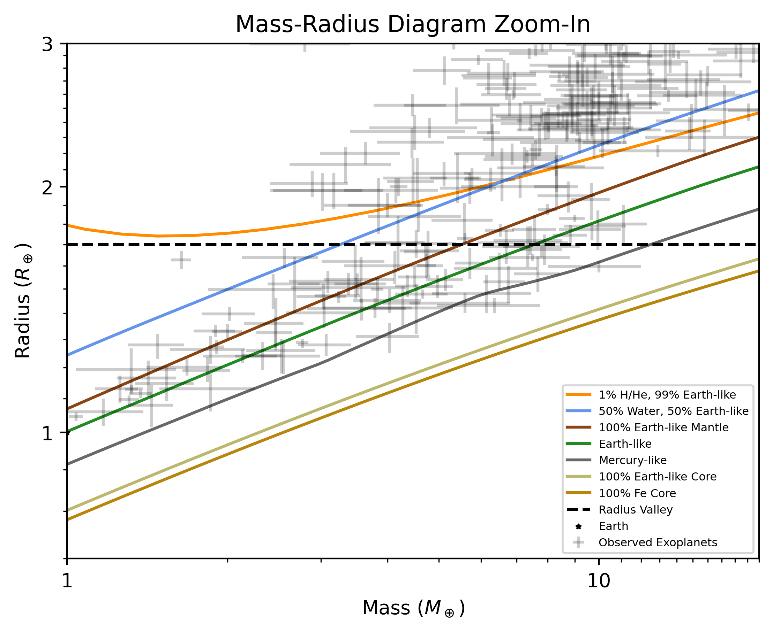 Mass-Radius Diagram Zoom-In
3
2
1
Radius (R⊕)
1% H/He, 99% Earth-like
50% Water, 50% Earth-like
100% Earth-like Mantle
Earth-like
Mercury-like
100% Earth-like Core
100% Fe Core
Radius Valley
Earth
Observed Exoplanets
1
10
Mass (M⊕)